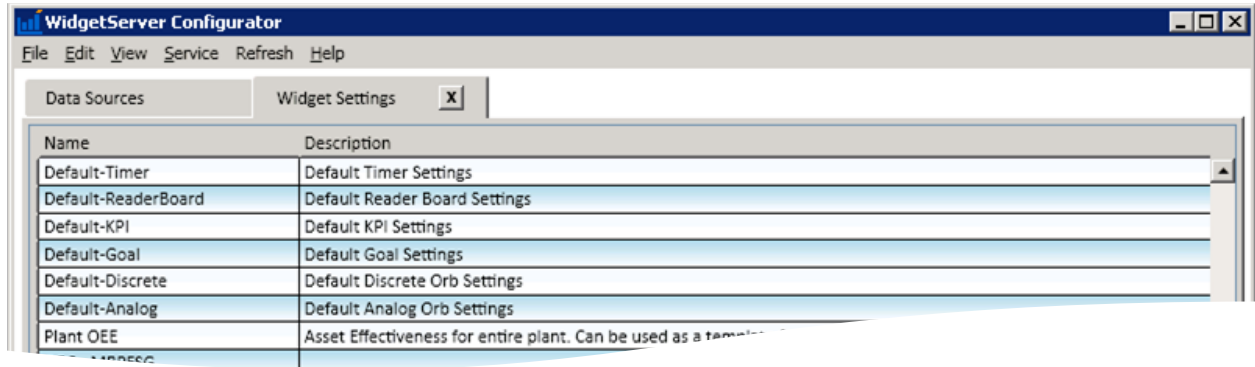 WidgetServer Configurator
File Edit View Service Refresh Help
Data Sources Widget Settings X
Name Description
Default-Timer Default Timer Settings
Default-ReaderBoard Default Reader Board Settings
Default-KPI Default KPI Settings
Default-Goal Default Goal Settings
Default-Discrete Default Discrete Orb Settings
Default-Analog Default Analog Orb Settings
Plant OEE Asset Effectiveness for entire plant. Can be used as a